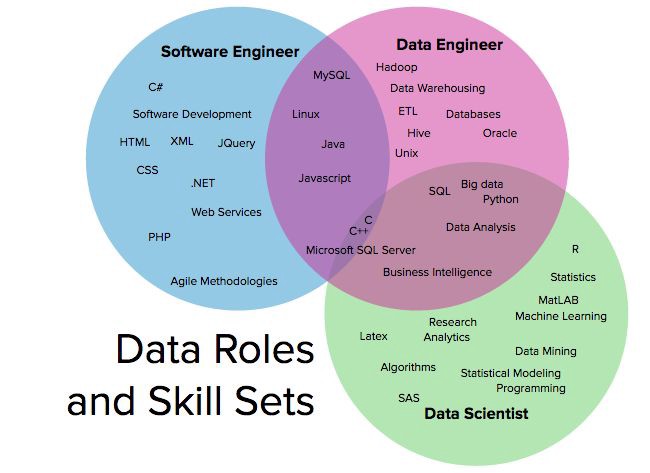 Software Engineer
C#
Software Development
HTML
XML
JQuery
CSS
.NET
Web Services
PHP
Agile Methodologies
MySQL
Linux
Java
Javascript
C
C++
Microsoft SQL Server
Data Engineer
Hadoop
Data Warehousing
ETL
Databases
Hive
Oracle
Unix
SQL
Big data
Python
Data Analysis
Business Intelligence
R
Statistics
MatLAB
Machine Learning
Research
Latex
Analytics
Data Mining
Algorithms
Statistical Modeling
Programming
SAS
Data Scientist
Data Roles
and Skill Sets